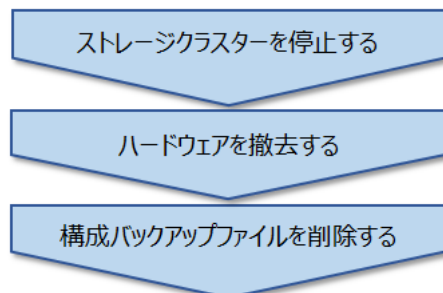 ストレージクラスターを停止する
ハードウェアを撤去する
構成バックアップファイルを削除する